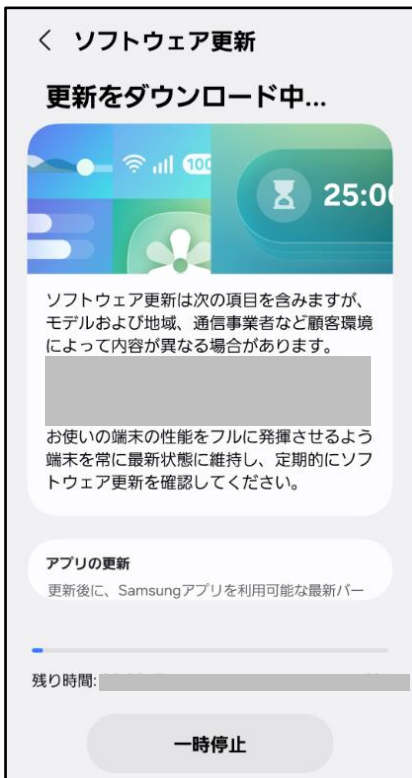 ソフトウェア更新
更新をダウンロード中...
100
25:0
ソフトウェア更新は次の項目を含みますが、
モデルおよび地域、通信事業者など顧客環境
によって内容が異なる場合があります。
お使いの端末の性能をフルに発揮させるよう
端末を常に最新状態に維持し、定期的にソフ
トウェア更新を確認してください。
アプリの更新
更新後に、Samsungアプリを利用可能な最新バー
残り時間:
一時停止